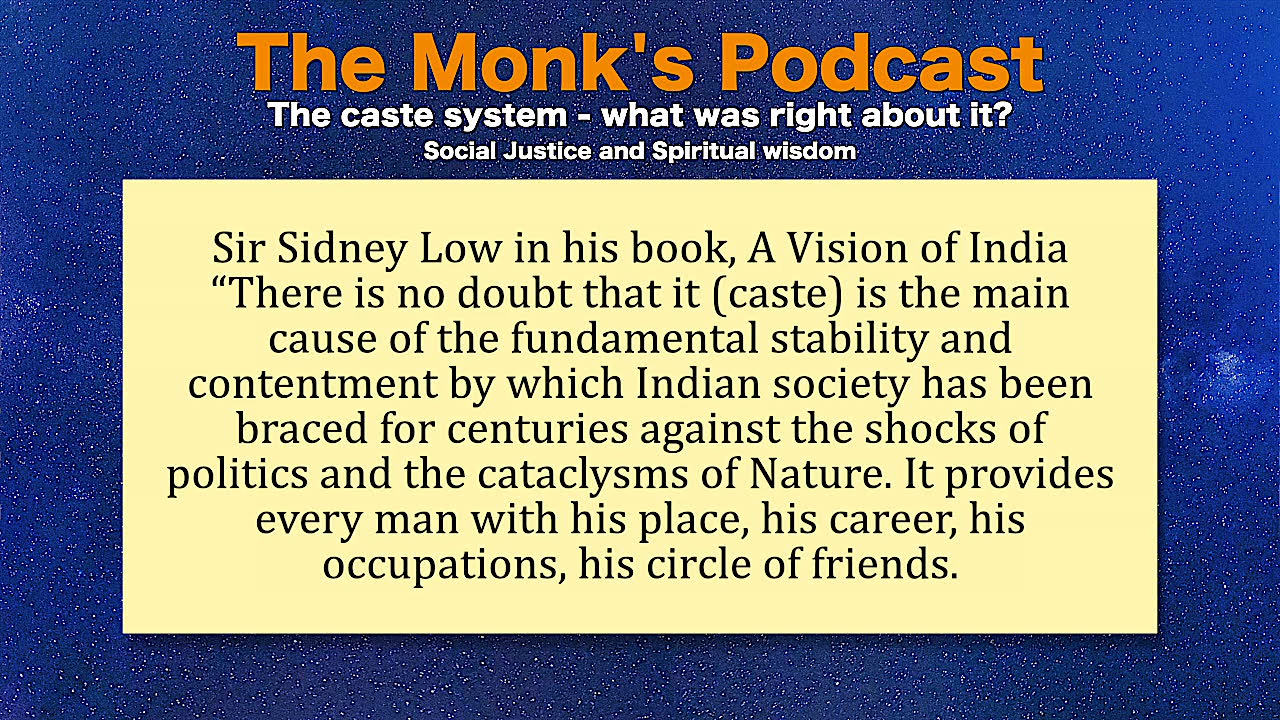 The Monk's Podcast
The caste system - what was right about it?
Social Justice and Spiritual wisdom
Sir Sidney Low in his book, A Vision of India
“There is no doubt that it (caste) is the main
cause of the fundamental stability and
contentment by which Indian society has been
braced for centuries against the shocks of
politics and the cataclysms of Nature. It provides
every man with his place, his career, his
occupations, his circle of friends.